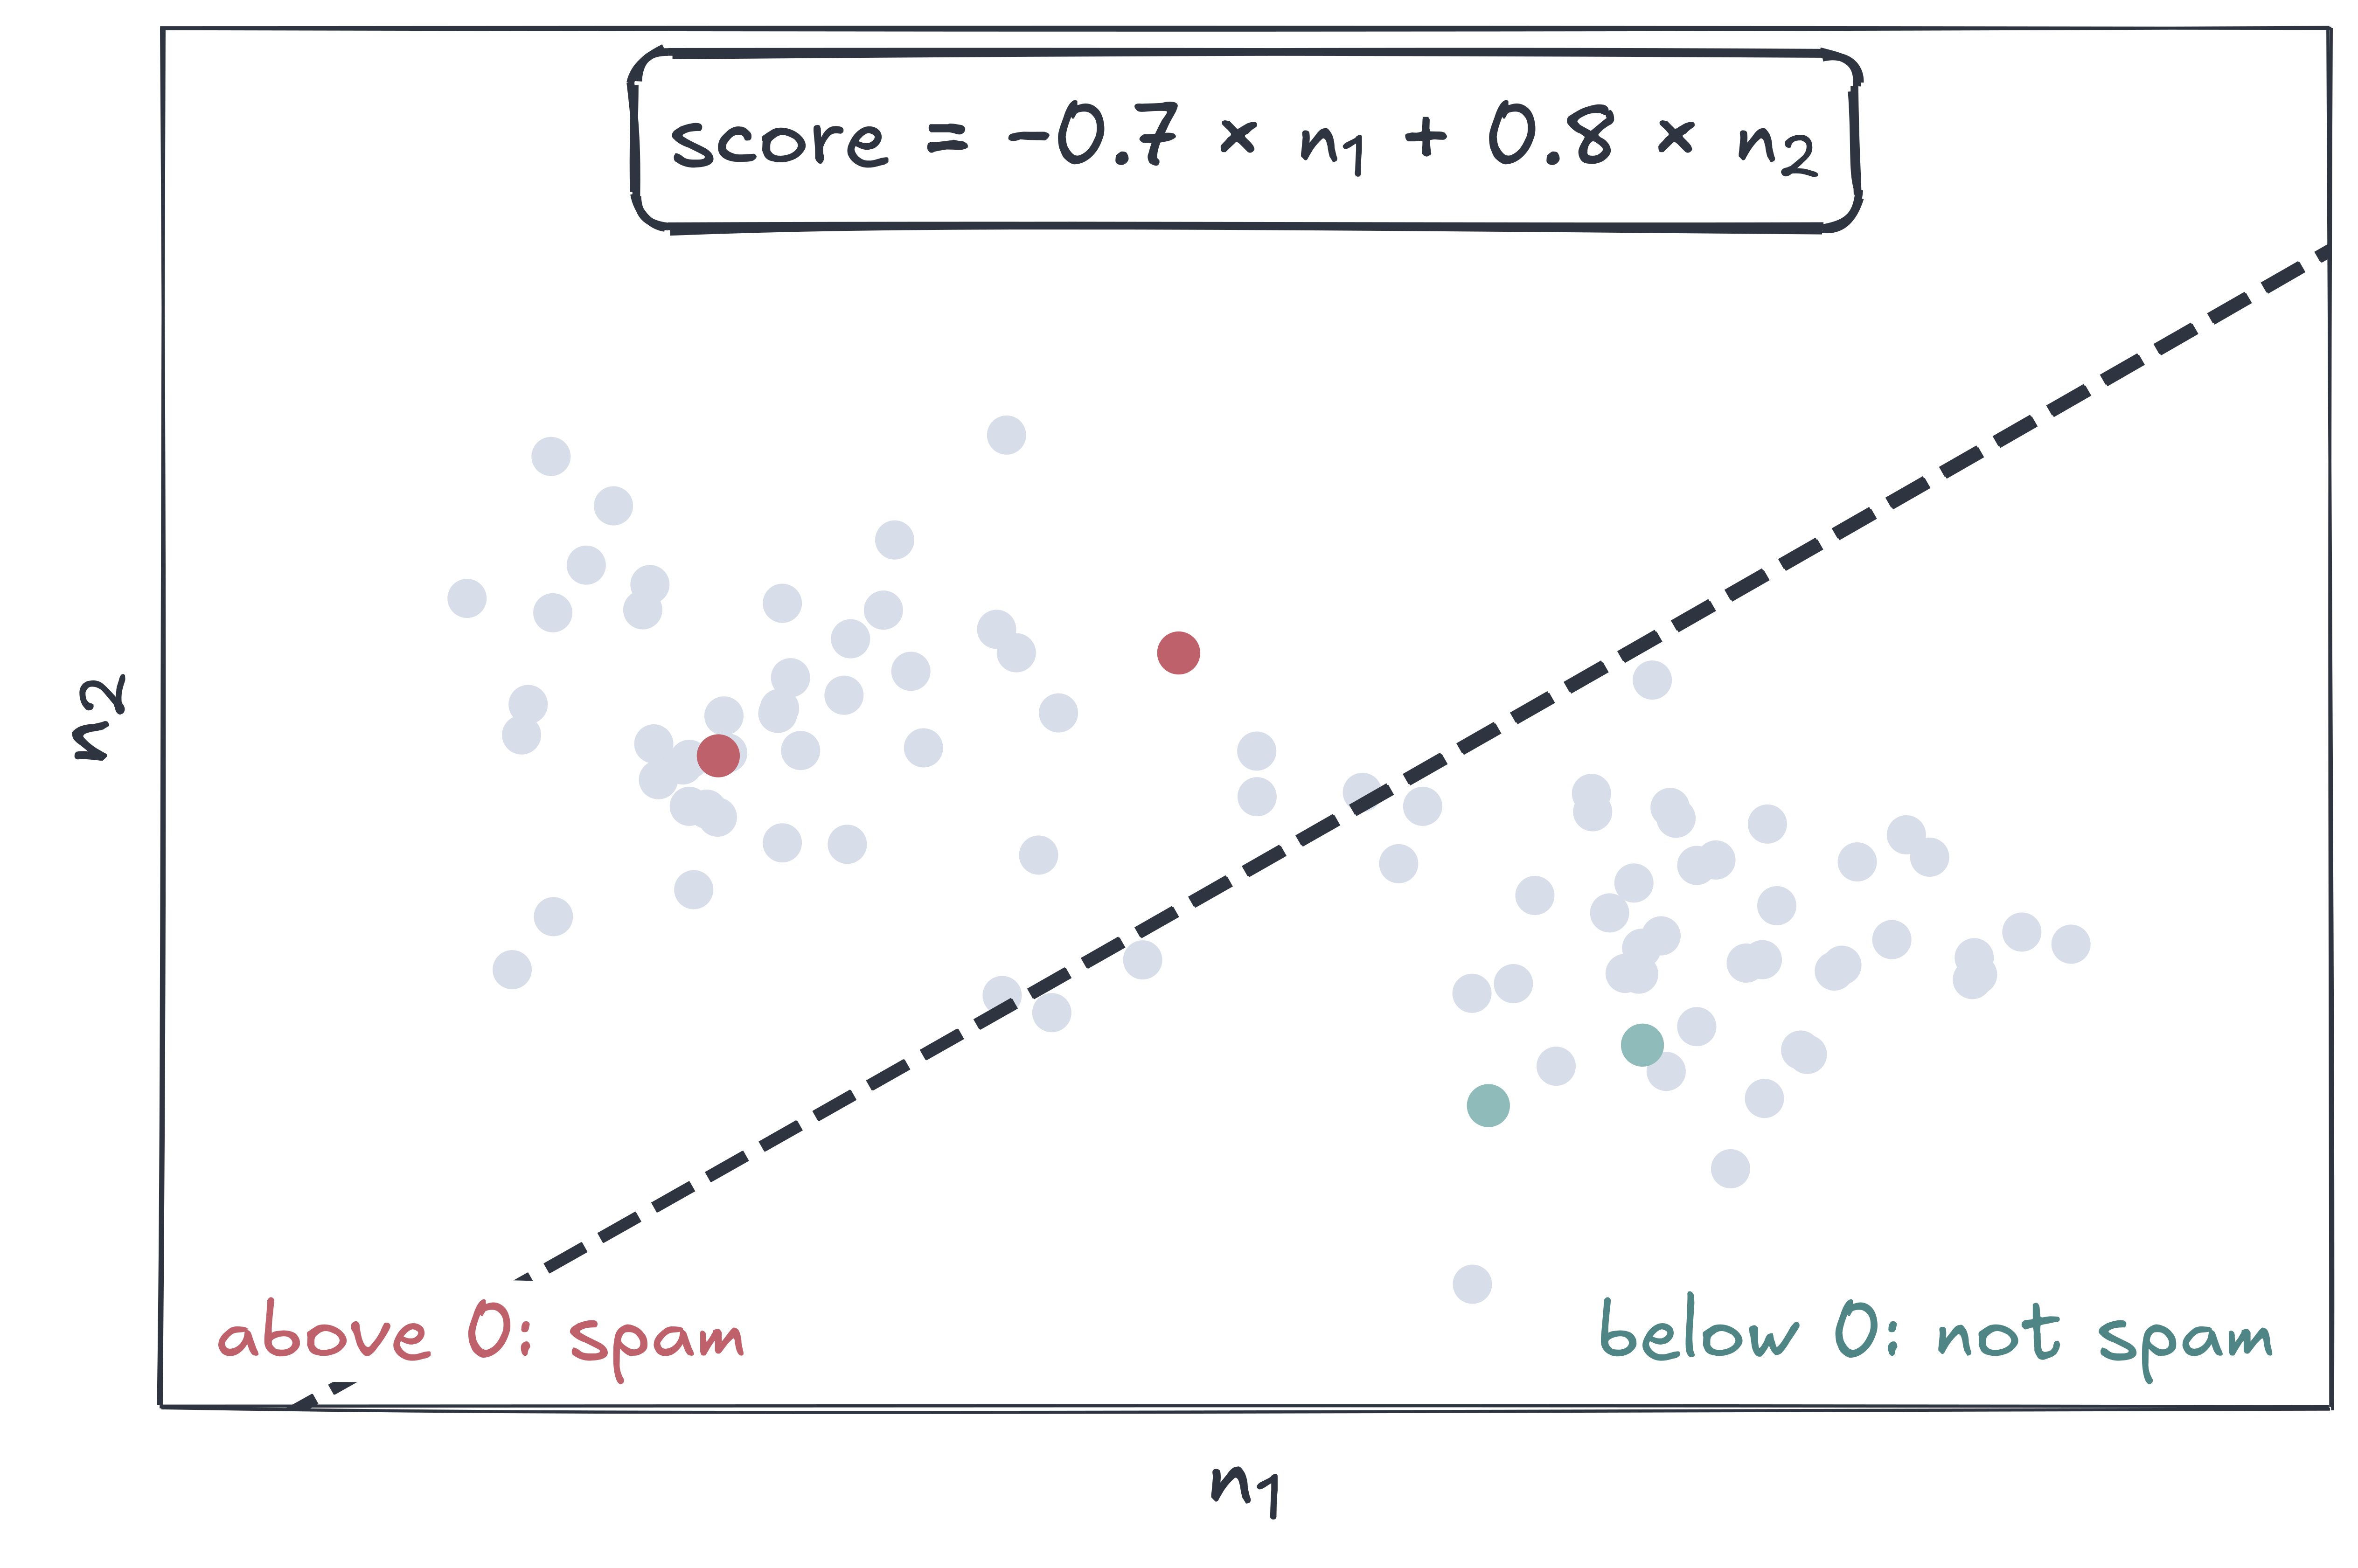 score = -0.7 × n1 + 0.8 × n2
n2
above 0: spam
below 0: not spam
n1